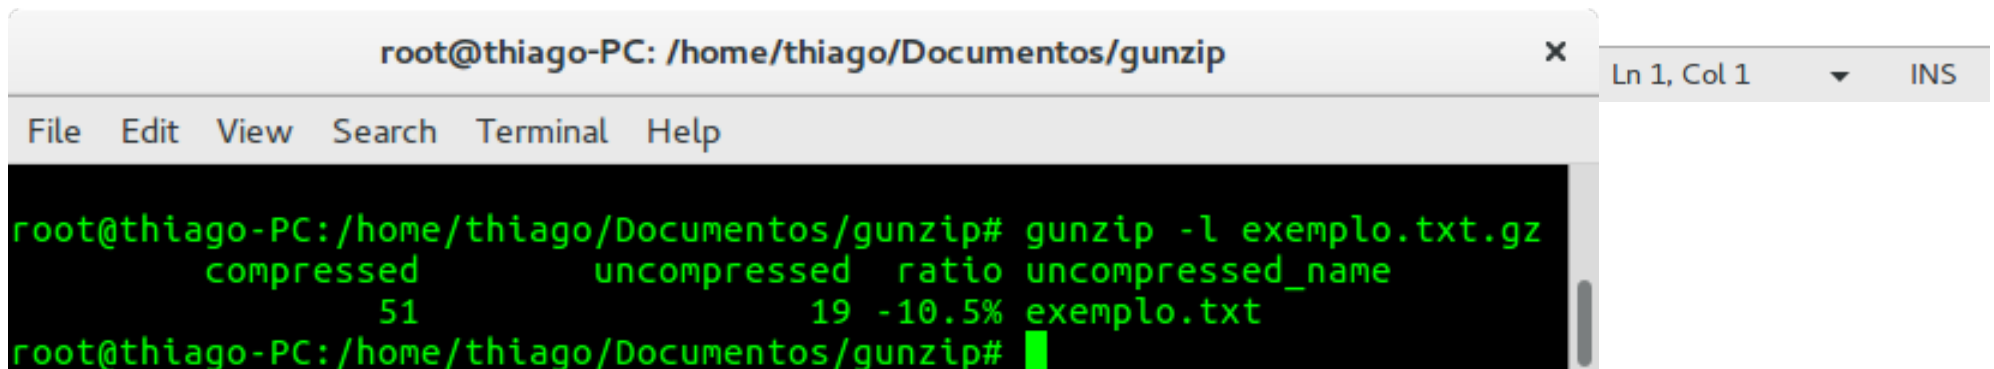 root@thiago-PC: /home/thiago/Documentos/gunzip ×
Ln 1, Col 1 INS
File Edit View Search Terminal Help
root@thiago-PC:/home/thiago/Documentos/gunzip# gunzip -l exemplo.txt.gz
compressed uncompressed ratio uncompressed_name
51 19 -10.5% exemplo.txt
root@thiago-PC:/home/thiago/Documentos/gunzip#